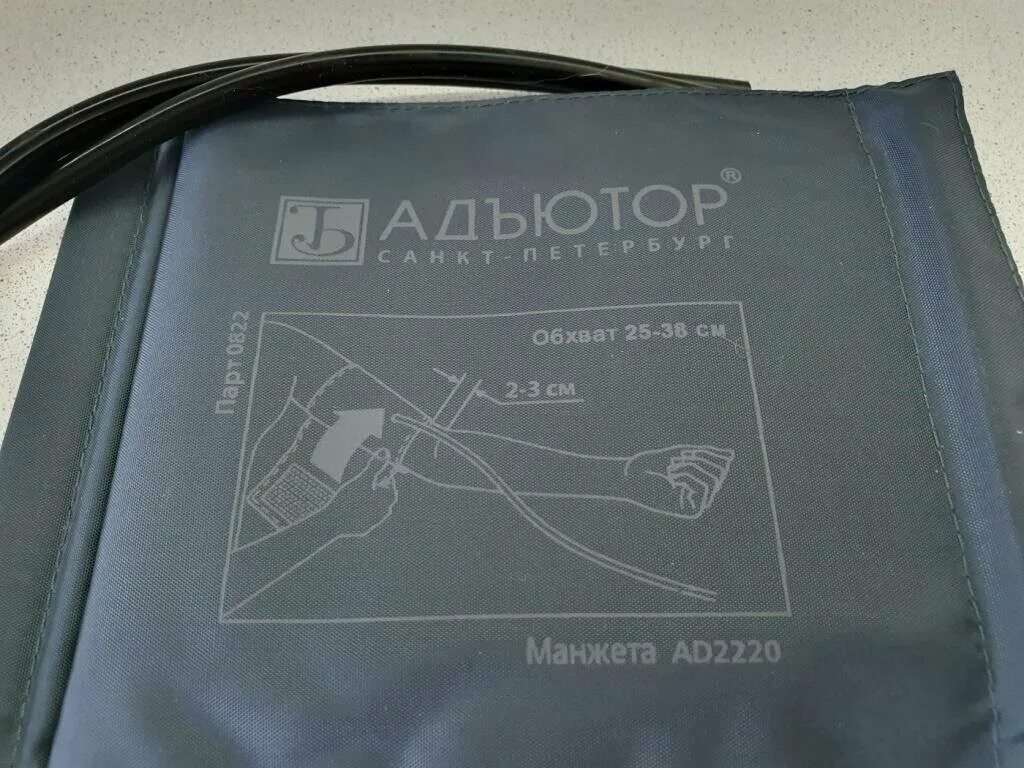 АДЪЮТОР®
САНКТ-ПЕТЕРБУРГ
Парт 0822
Обхват 25-38 см
2-3 см
Манжета AD2220